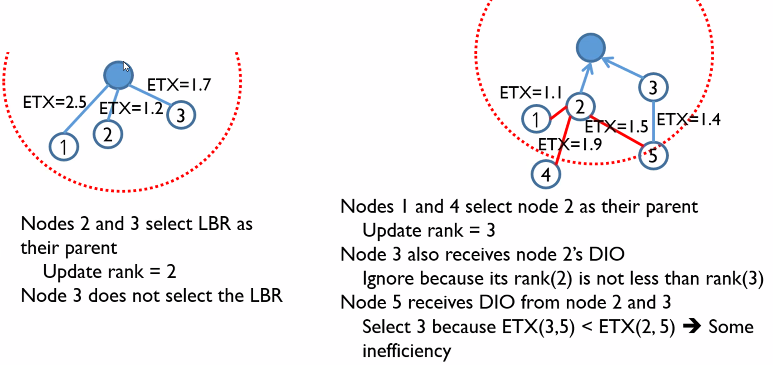 ETX=1.7
ETX=2.5
ETX=1.2
3
2
1
Nodes 2 and 3 select LBR as
their parent
Update rank = 2
Node 3 does not select the LBR
3
ETX=1.1
2
1
ETX=1.5
ETX=1.4
ETX=1.9
5
4
Nodes 1 and 4 select node 2 as their parent
Update rank = 3
Node 3 also receives node 2's DIO
Ignore because its rank(2) is not less than rank(3)
Node 5 receives DIO from node 2 and 3
Select 3 because ETX(3,5) < ETX(2, 5) ➔ Some
inefficiency